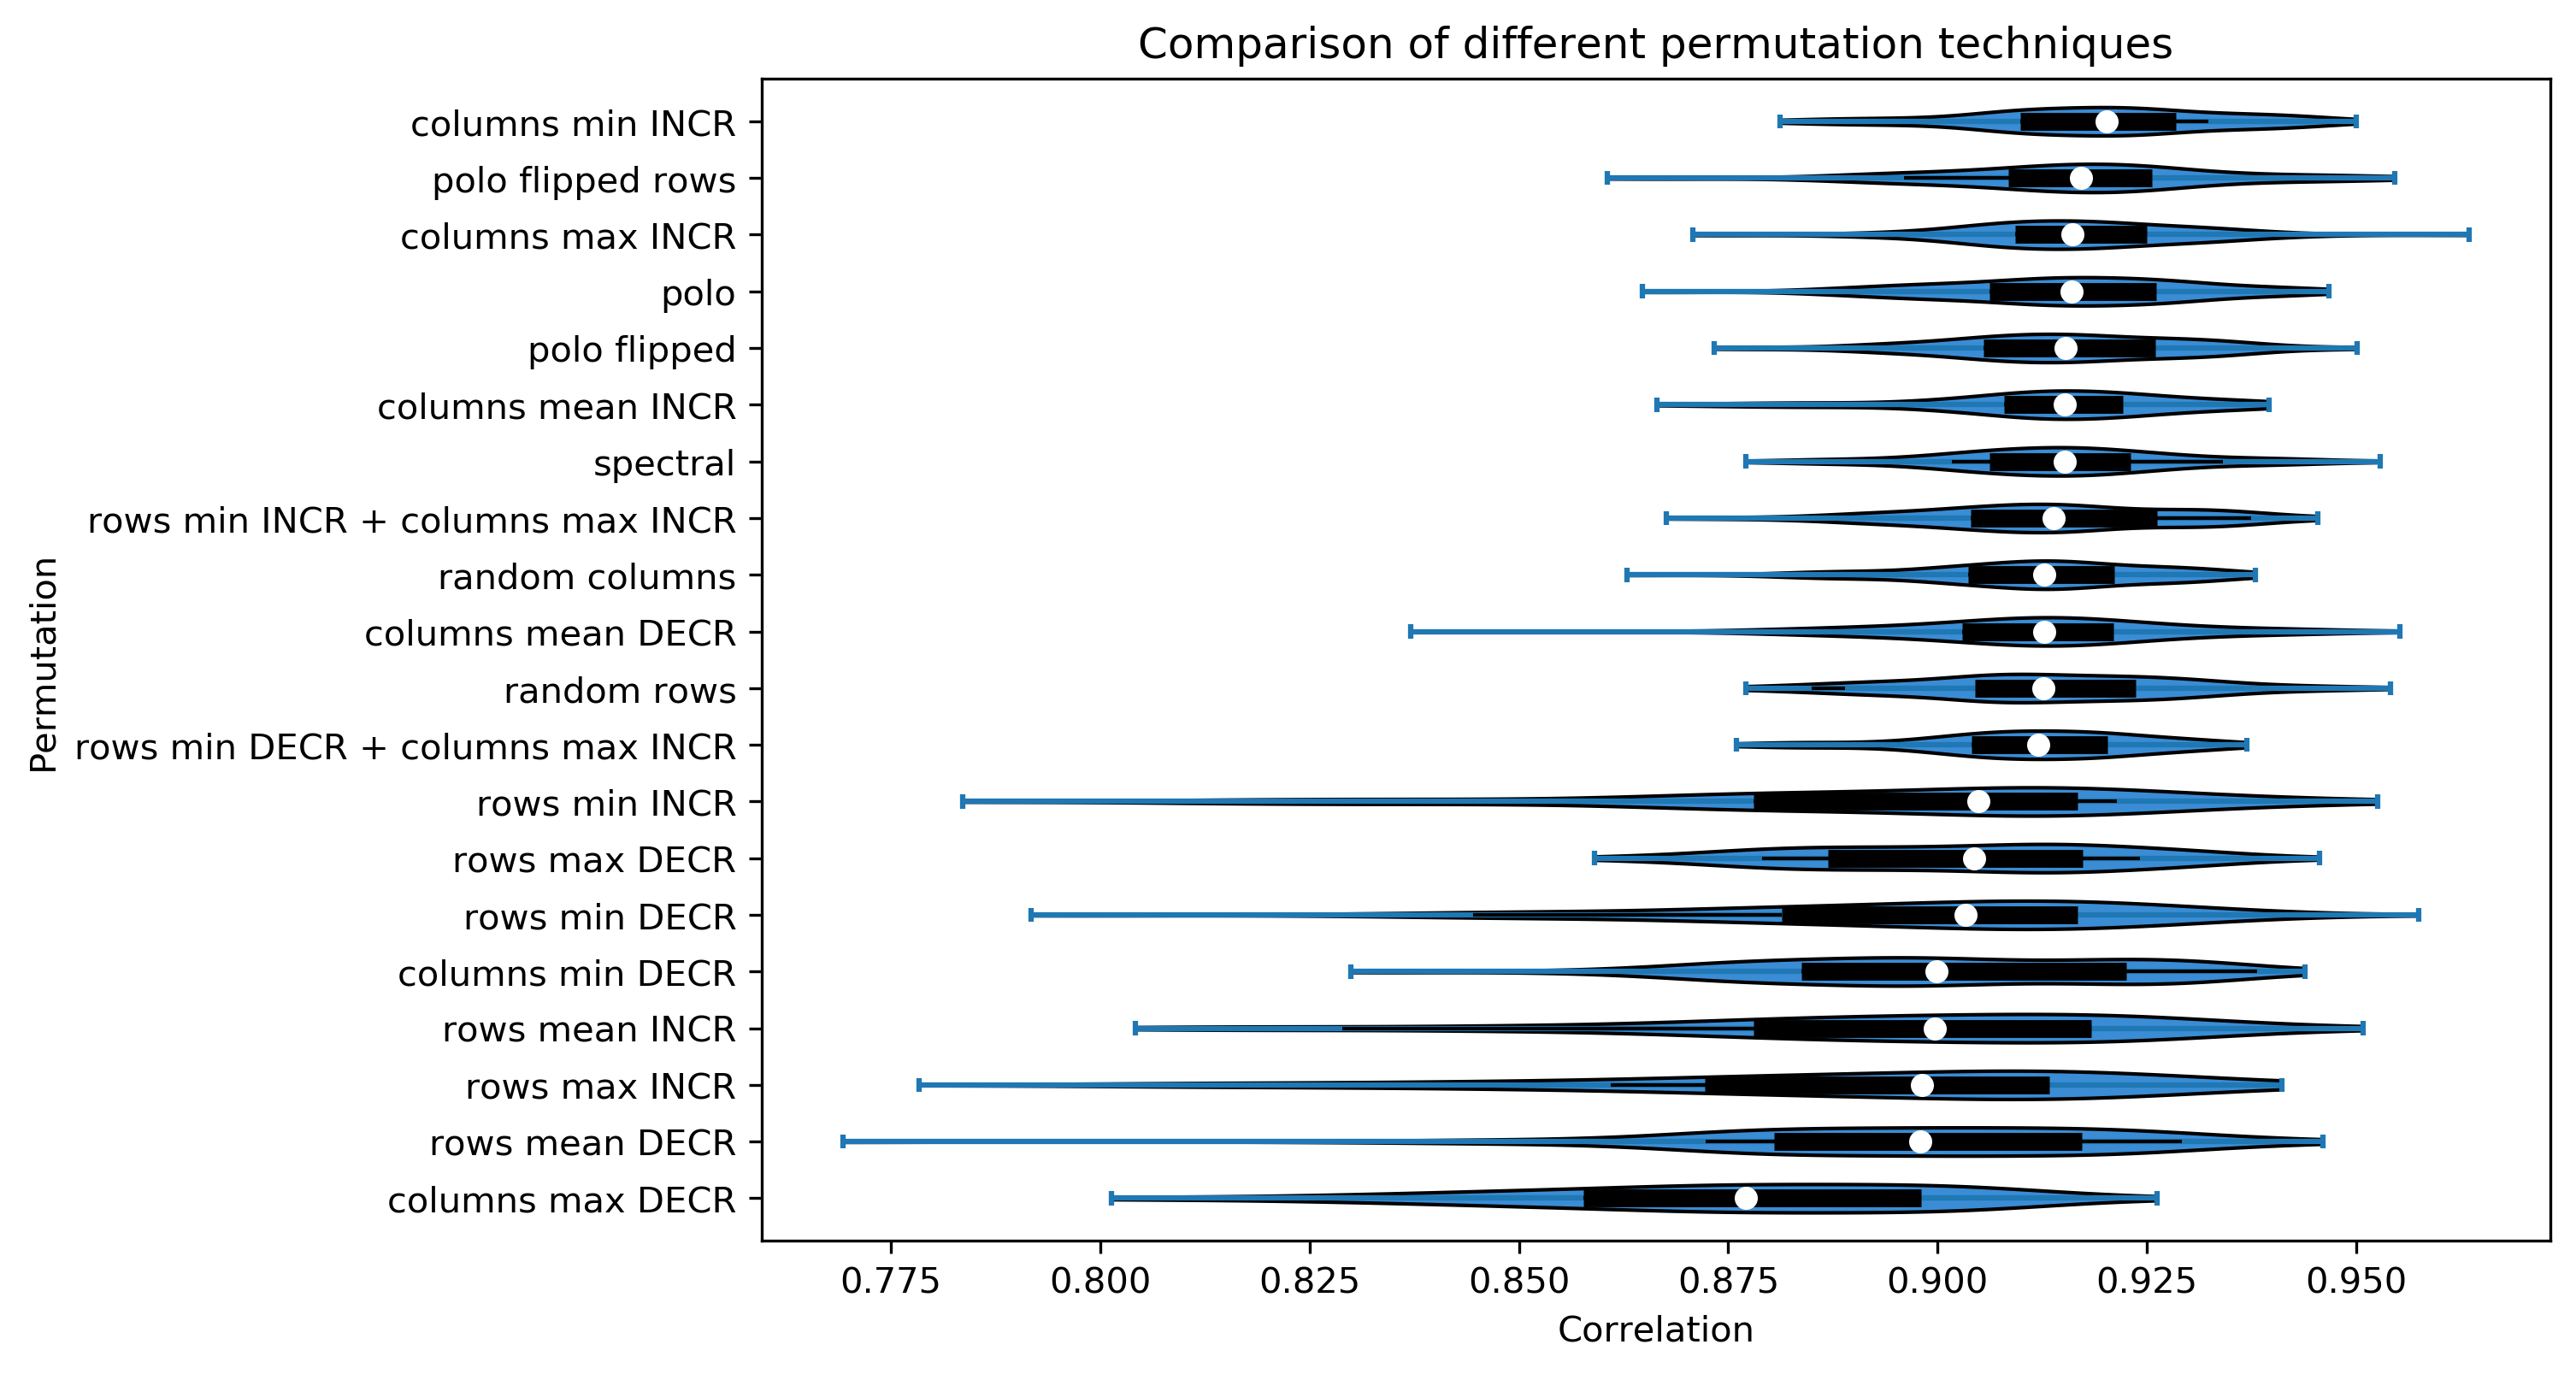 Comparison of different permutation techniques
Permutation
columns min INCR
polo flipped rows
columns max INCR
polo
polo flipped
columns mean INCR
spectral
rows min INCR + columns max INCR
random columns
columns mean DECR
random rows
rows min DECR + columns max INCR
rows min INCR
rows max DECR
rows min DECR
columns min DECR
rows mean INCR
rows max INCR
rows mean DECR
columns max DECR
0.775 0.800 0.825 0.850 0.875 0.900 0.925 0.950
Correlation